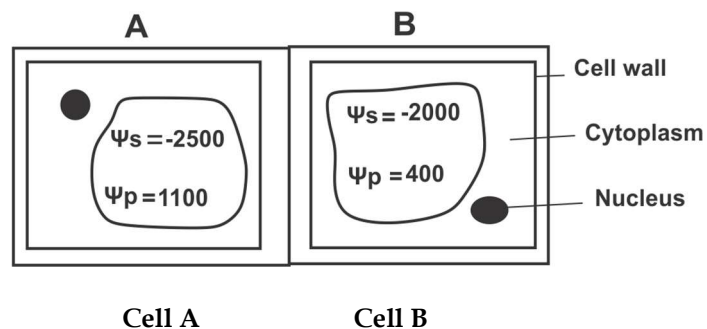 A
B
Ψs = -2500
Ψp = 1100
Ψs = -2000
Ψp = 400
Cell wall
Cytoplasm
Nucleus
Cell A
Cell B